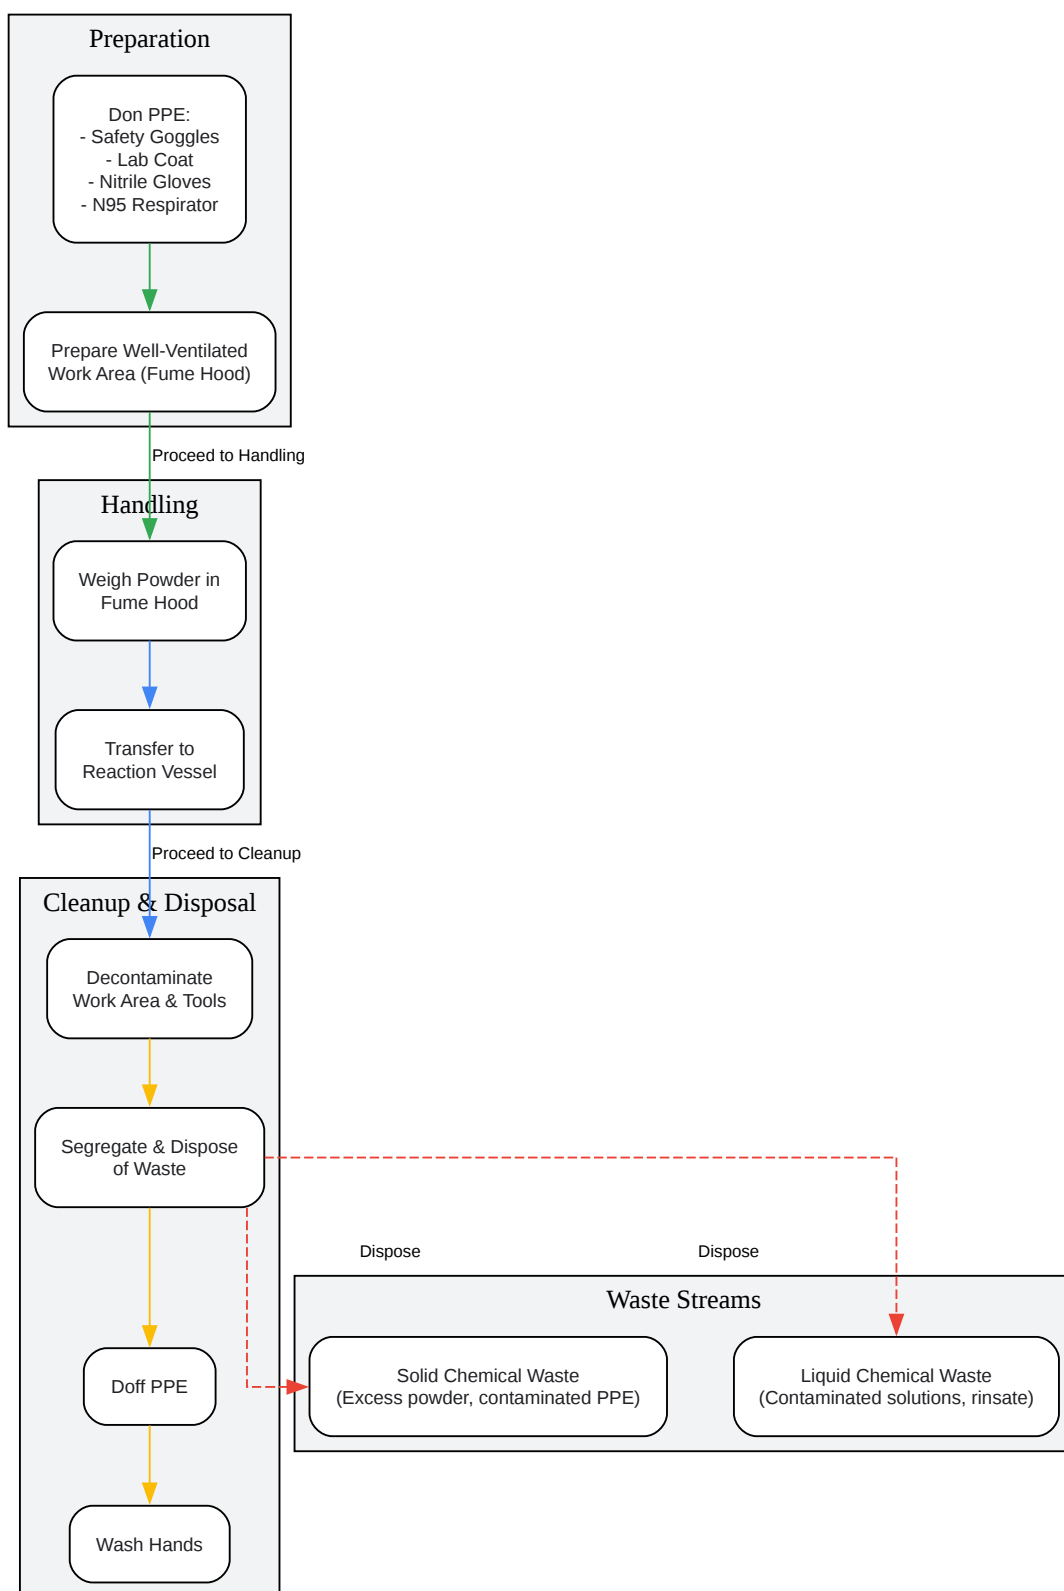 Preparation
Don PPE:
- Safety Goggles
- Lab Coat
- Nitrile Gloves
- N95 Respirator
Prepare Well-Ventilated
Work Area (Fume Hood)
Proceed to Handling
Handling
Weigh Powder in
Fume Hood
Transfer to
Reaction Vessel
Proceed to Cleanup
Cleanup & Disposal
Decontaminate
Work Area & Tools
Segregate & Dispose
of Waste
Dispose
Dispose
Waste Streams
Solid Chemical Waste
(Excess powder, contaminated PPE)
Liquid Chemical Waste
(Contaminated solutions, rinsate)
Doff PPE
Wash Hands